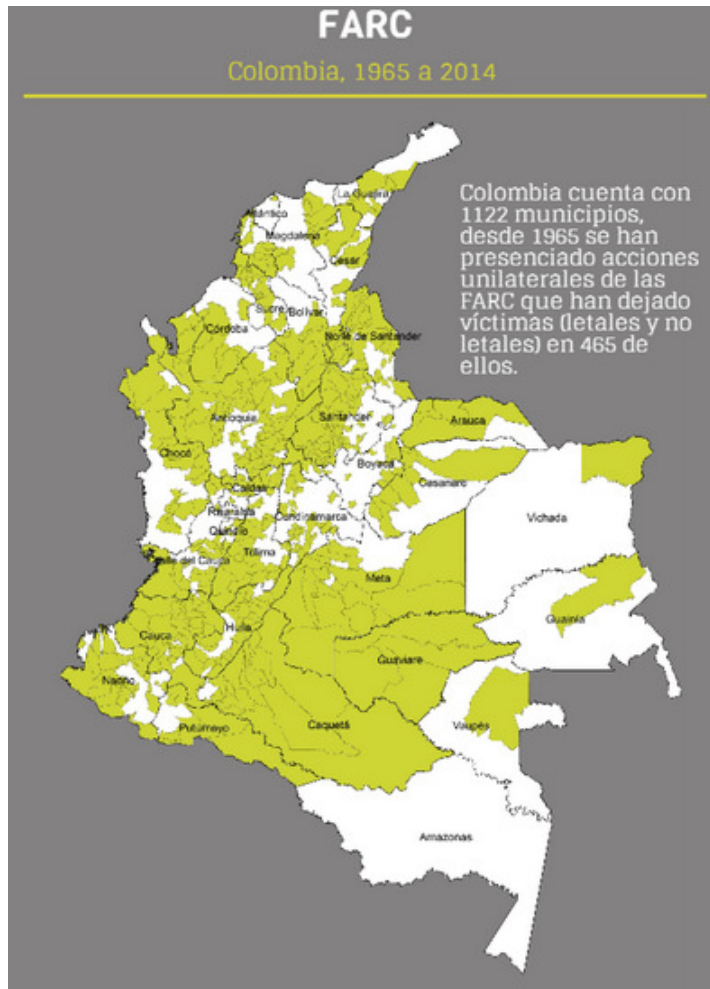 FARC
Colombia, 1965 a 2014
Colombia cuenta con
1122 municipios,
desde 1965 se han
presenciado acciones
unilaterales de las
FARC que han dejado
víctimas (letales y no
letales) en 465 de
ellos.
La Guajira
Atlántico
Magdalena
Cesar
Sucre
Bolívar
Córdoba
Norte de Santander
Antioquia
Santander
Arauca
Chocó
Boyacá
Casanare
Caldas
Risaralda
Cundinamarca
Vichada
Quindío
Tolima
Valle del Cauca
Meta
Guainía
Cauca
Huila
Guaviare
Nariño
Vaupés
Putumayo
Caquetá
Amazonas